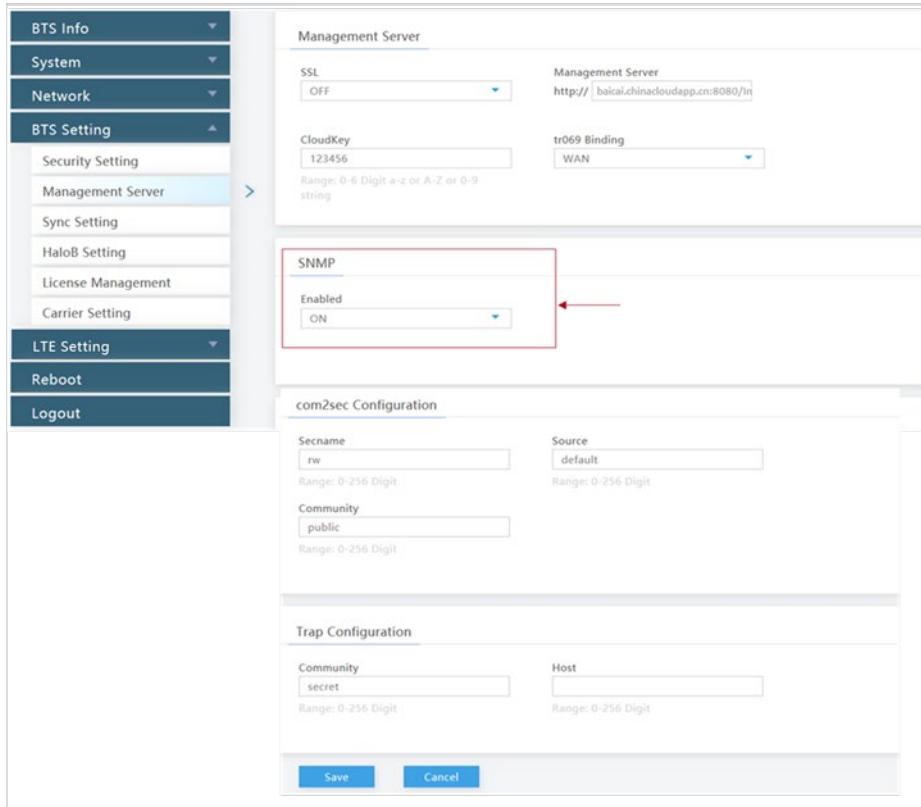 BTS Info
System
Network
BTS Setting
Security Setting
Management Server
Sync Setting
HaloB Setting
License Management
Carrier Setting
LTE Setting
Reboot
Logout
Management Server
SSL
OFF
Management Server
http:// baicai.chinacloudapp.cn:8080/In
CloudKey
123456
Range: 0-6 Digit a-z or A-Z or 0-9
string
tr069 Binding
WAN
SNMP
Enabled
ON
com2sec Configuration
Secname
rw
Range: 0-256 Digit
Source
default
Range: 0-256 Digit
Community
public
Range: 0-256 Digit
Trap Configuration
Community
secret
Range: 0-256 Digit
Host
Range: 0-256 Digit
Save
Cancel